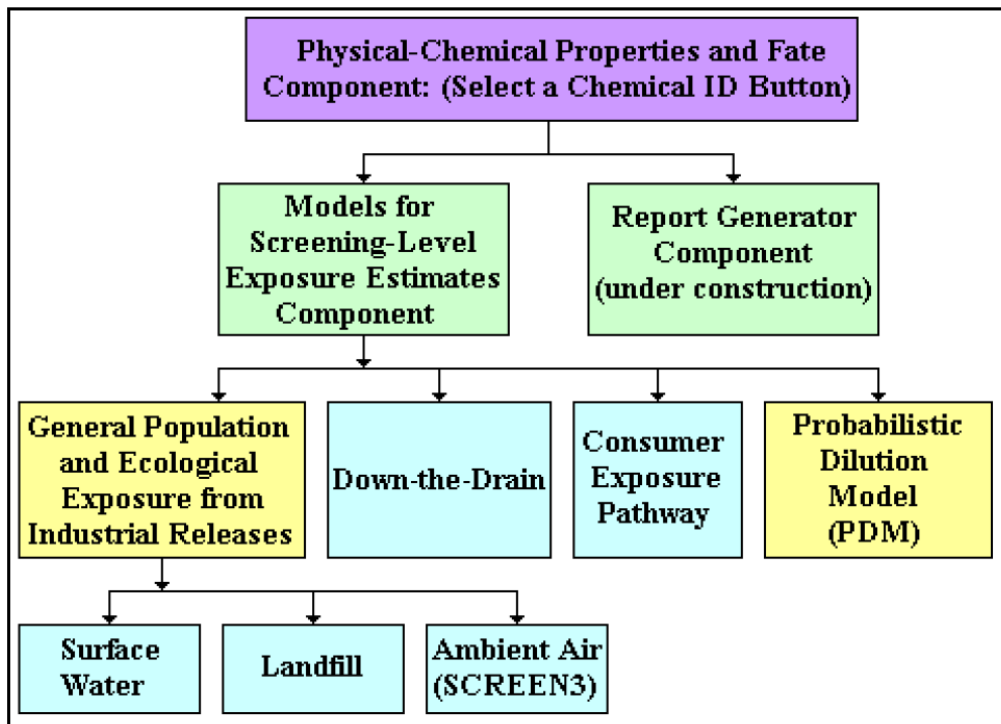 Physical-Chemical Properties and Fate
Component: (Select a Chemical ID Button)
Models for
Screening-Level
Exposure Estimates
Component
Report Generator
Component
(under construction)
General Population
and Ecological
Exposure from
Industrial Releases
Down-the-Drain
Consumer
Exposure
Pathway
Probabilistic
Dilution
Model
(PDM)
Surface
Water
Landfill
Ambient Air
(SCREEN3)